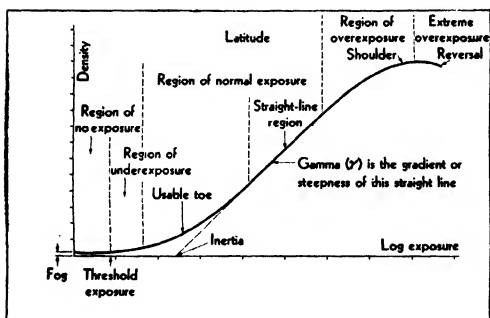 Density
Latitude
Region of
overexposure
Shoulder
Extreme
overexposure
Reversal
Region of normal exposure
Region of
no exposure
Straight-line
region
Region of
underexposure
Gamma (γ) is the gradient or
steepness of this straight line
Usable toe
Inertia
Log exposure
Fog
Threshold
exposure